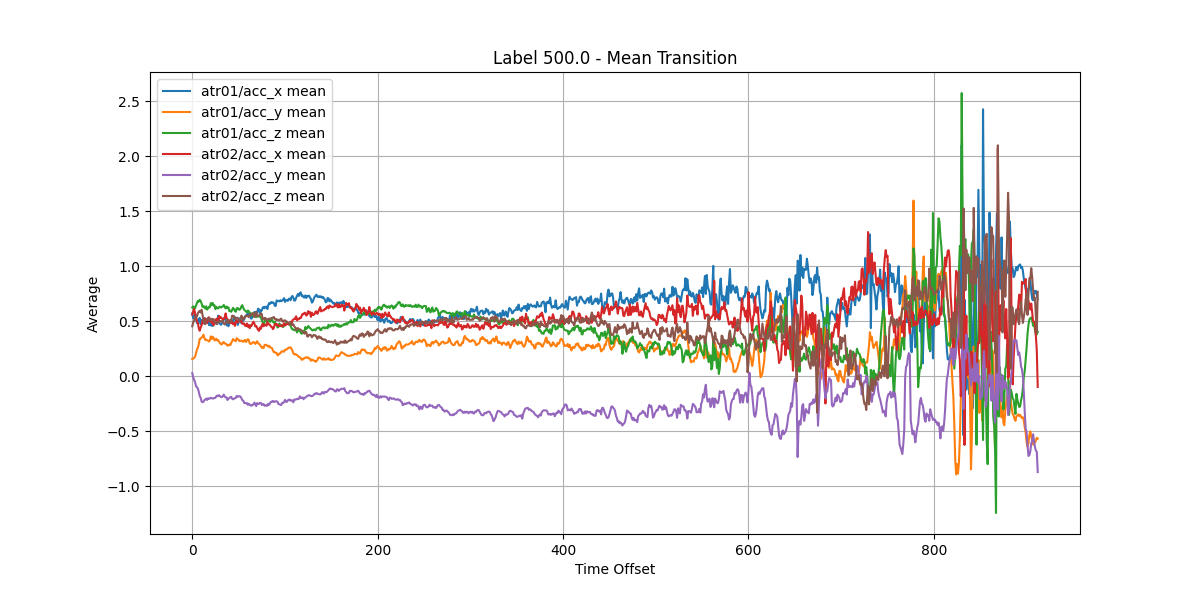 Label 500.0 - Mean Transition
atr01/acc_x mean
atr01/acc_y mean
atr01/acc_z mean
atr02/acc_x mean
atr02/acc_y mean
atr02/acc_z mean
2.5
2.0
1.5
1.0
0.5
0.0
−0.5
−1.0
Average
0 200 400 600 800
Time Offset